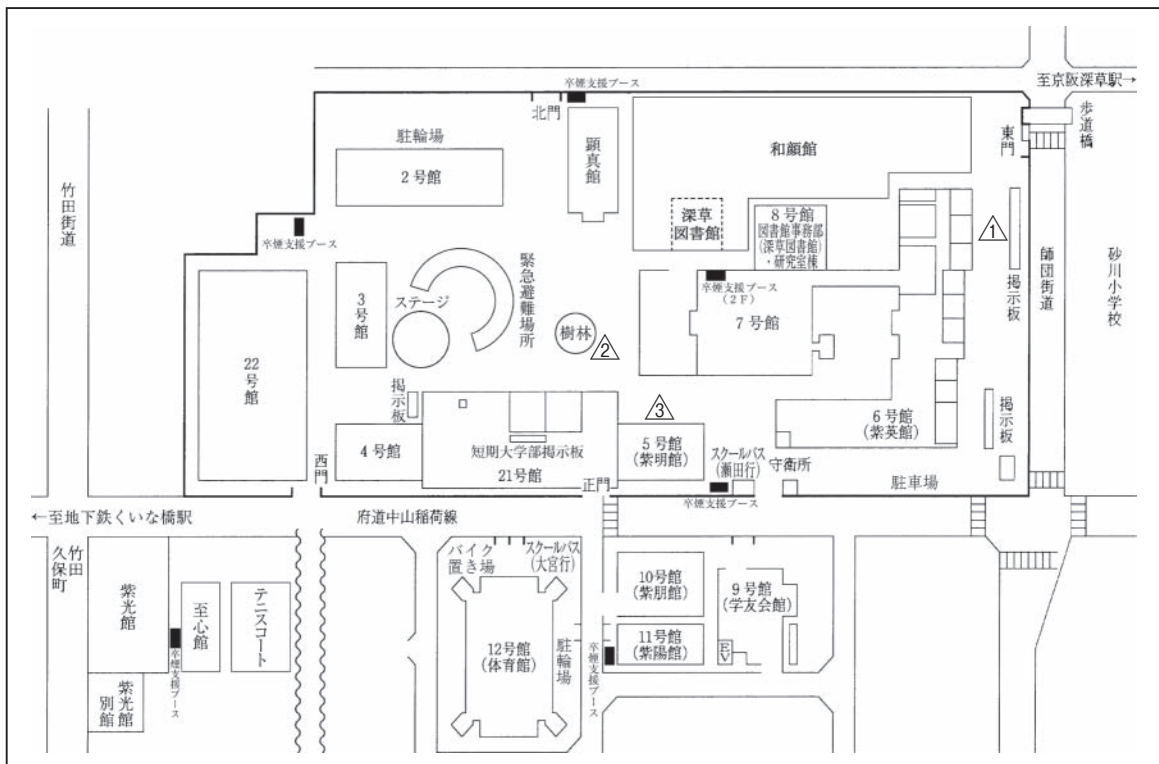 卒煙支援ブース
至京阪深草駅→
北門
歩道橋
東門
駐輪場
2号館
顕真館
和顔館
竹田街道
深草
図書館
8号館
図書館事務部
(深草図書館)
・研究室棟
1
卒煙支援ブース
掲示板
師団街道
砂川小学校
3号館
ステージ
緊急避難場所
樹林
2
卒煙支援ブース
(2F)
7号館
22号館
掲示板
3
掲示板
4号館
短期大学部掲示板
21号館
5号館
(紫明館)
6号館
(紫英館)
スクールバス
(瀬田行)
守衛所
西門
正門
卒煙支援ブース
駐車場
←至地下鉄くいな橋駅
府道中山稲荷線
竹田
久保町
紫光館
至心館
テニスコート
バイク
置き場
スクールバス
(大宮行)
10号館
(紫朋館)
9号館
(学友会館)
12号館
(体育館)
駐輪場
卒煙支援ブース
11号館
(紫陽館)
EV
卒煙支援ブース
紫光館
別館